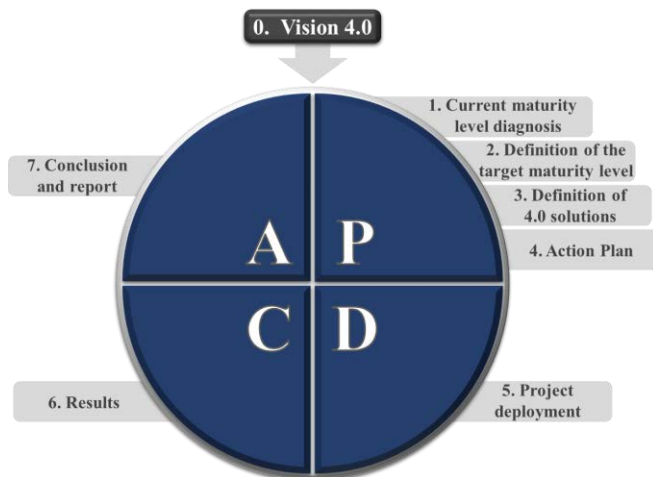 0. Vision 4.0
1. Current maturity
level diagnosis
2. Definition of the
target maturity level
3. Definition of
4.0 solutions
4. Action Plan
7. Conclusion
and report
A P
C D
6. Results
5. Project
deployment